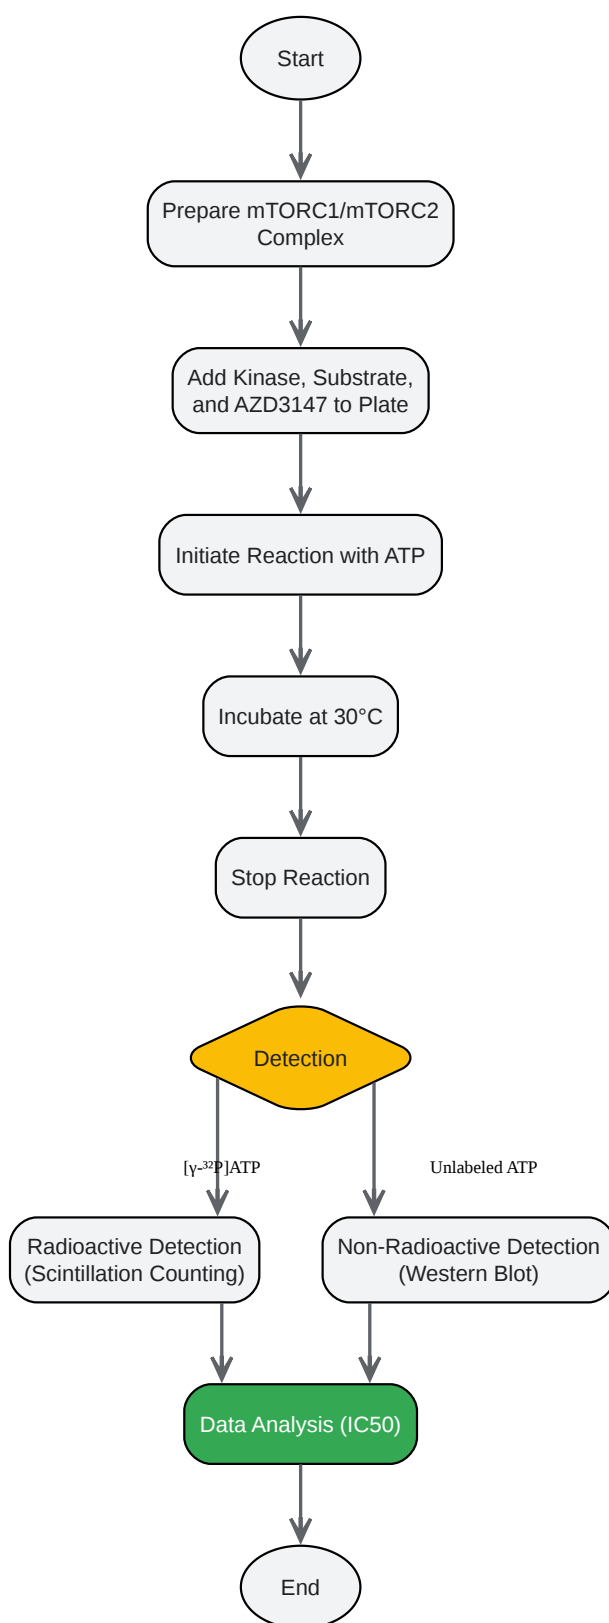 Start
Prepare mTORC1/mTORC2
Complex
Add Kinase, Substrate,
and AZD3147 to Plate
Initiate Reaction with ATP
Incubate at 30°C
Stop Reaction
Detection
[γ-³²P]ATP
Unlabeled ATP
Radioactive Detection
(Scintillation Counting)
Non-Radioactive Detection
(Western Blot)
Data Analysis (IC50)
End